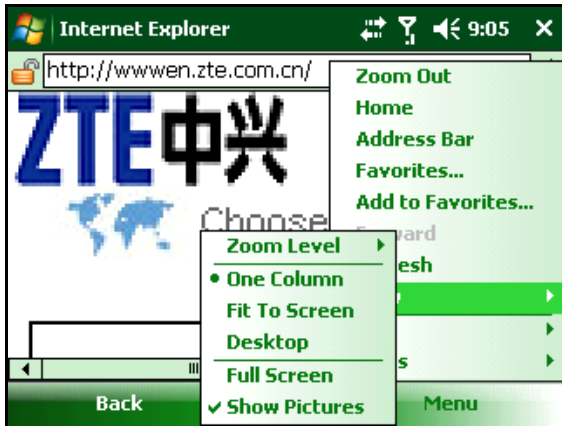 Internet Explorer 9:05
http://wwwen.zte.com.cn/
ZTE中兴
Choose
Zoom Out
Home
Address Bar
Favorites...
Add to Favorites...
Zoom Level
One Column
Fit To Screen
Desktop
Full Screen
Show Pictures
Back Menu